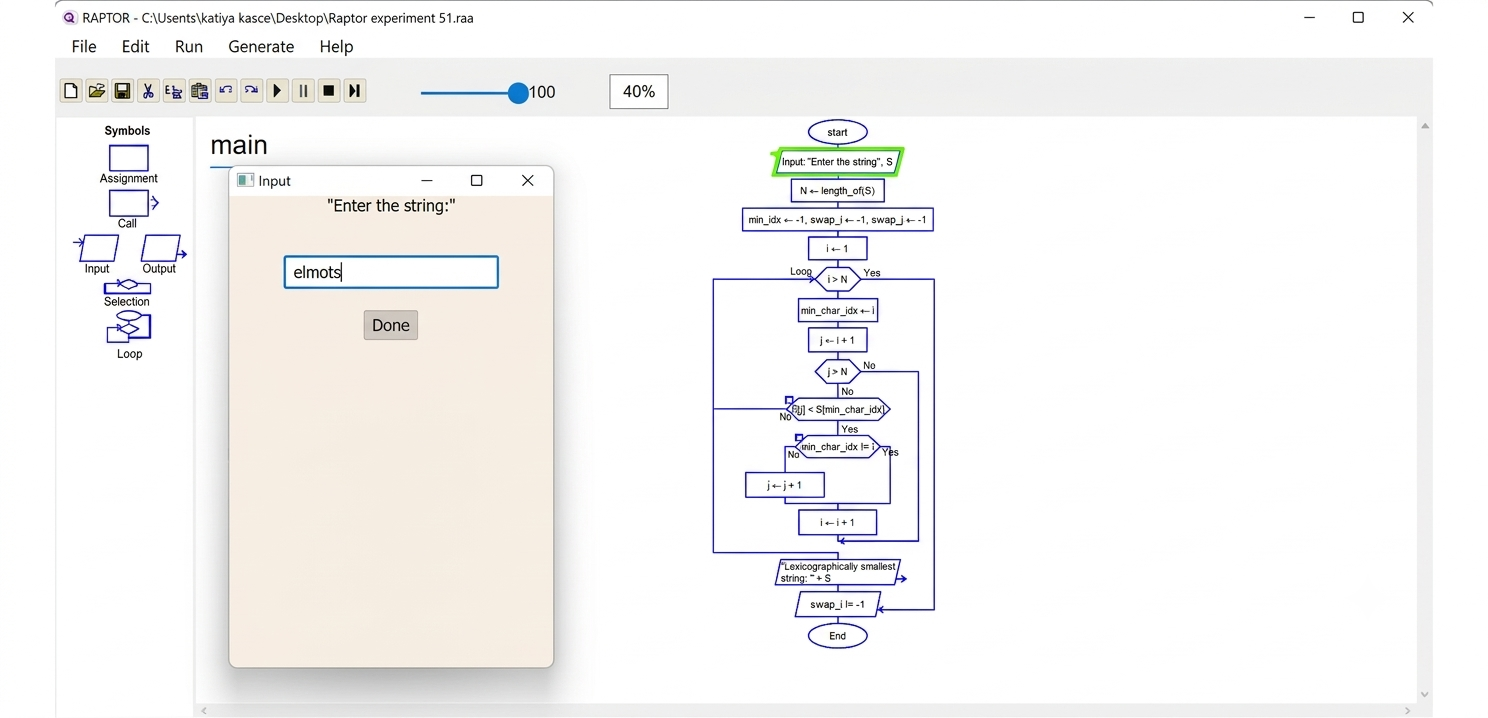 RAPTOR - C:\Usents\katiya kasce\Desktop\Raptor experiment 51.raa
File Edit Run Generate Help
100
40%
Symbols
Assignment
Call
Input Output
Selection
Loop
main
Input
"Enter the string:"
elmots
Done
start
Input: "Enter the string", S
N ← length_of(S)
min_idx ← -1, swap_i ← -1, swap_j ← -1
i ← 1
Loop i > N Yes
min_char_idx ← i
j ← I + 1
j > N No
No
No < S[min_char_idx]
Yes
No min_char_idx != i Yes
j ← j + 1
i ← i + 1
"Lexicographically smallest
string: " + S
swap_i != -1
End